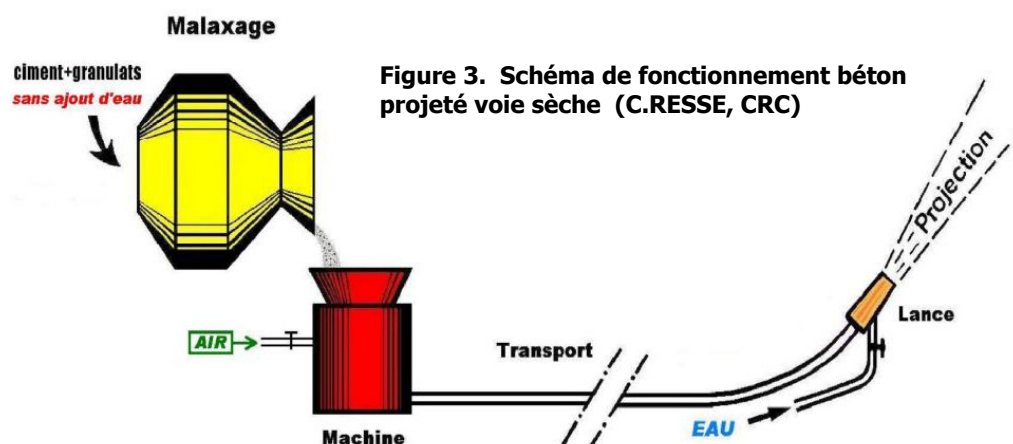 Malaxage
ciment+granulats
sans ajout d'eau
Figure 3. Schéma de fonctionnement béton
projeté voie sèche (C.RESSE, CRC)
Projection
Lance
AIR
Transport
EAU
Machine